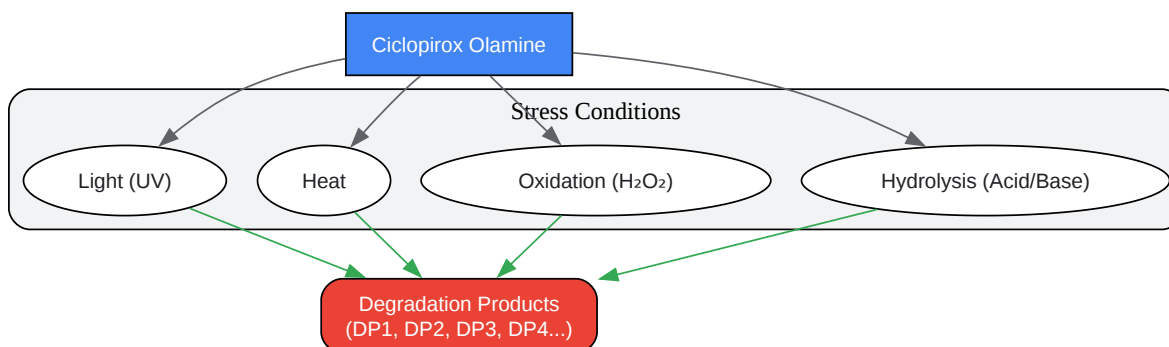 Ciclopirox Olamine
Stress Conditions
Light (UV)
Heat
Oxidation (H₂O₂)
Hydrolysis (Acid/Base)
Degradation Products
(DP1, DP2, DP3, DP4...)